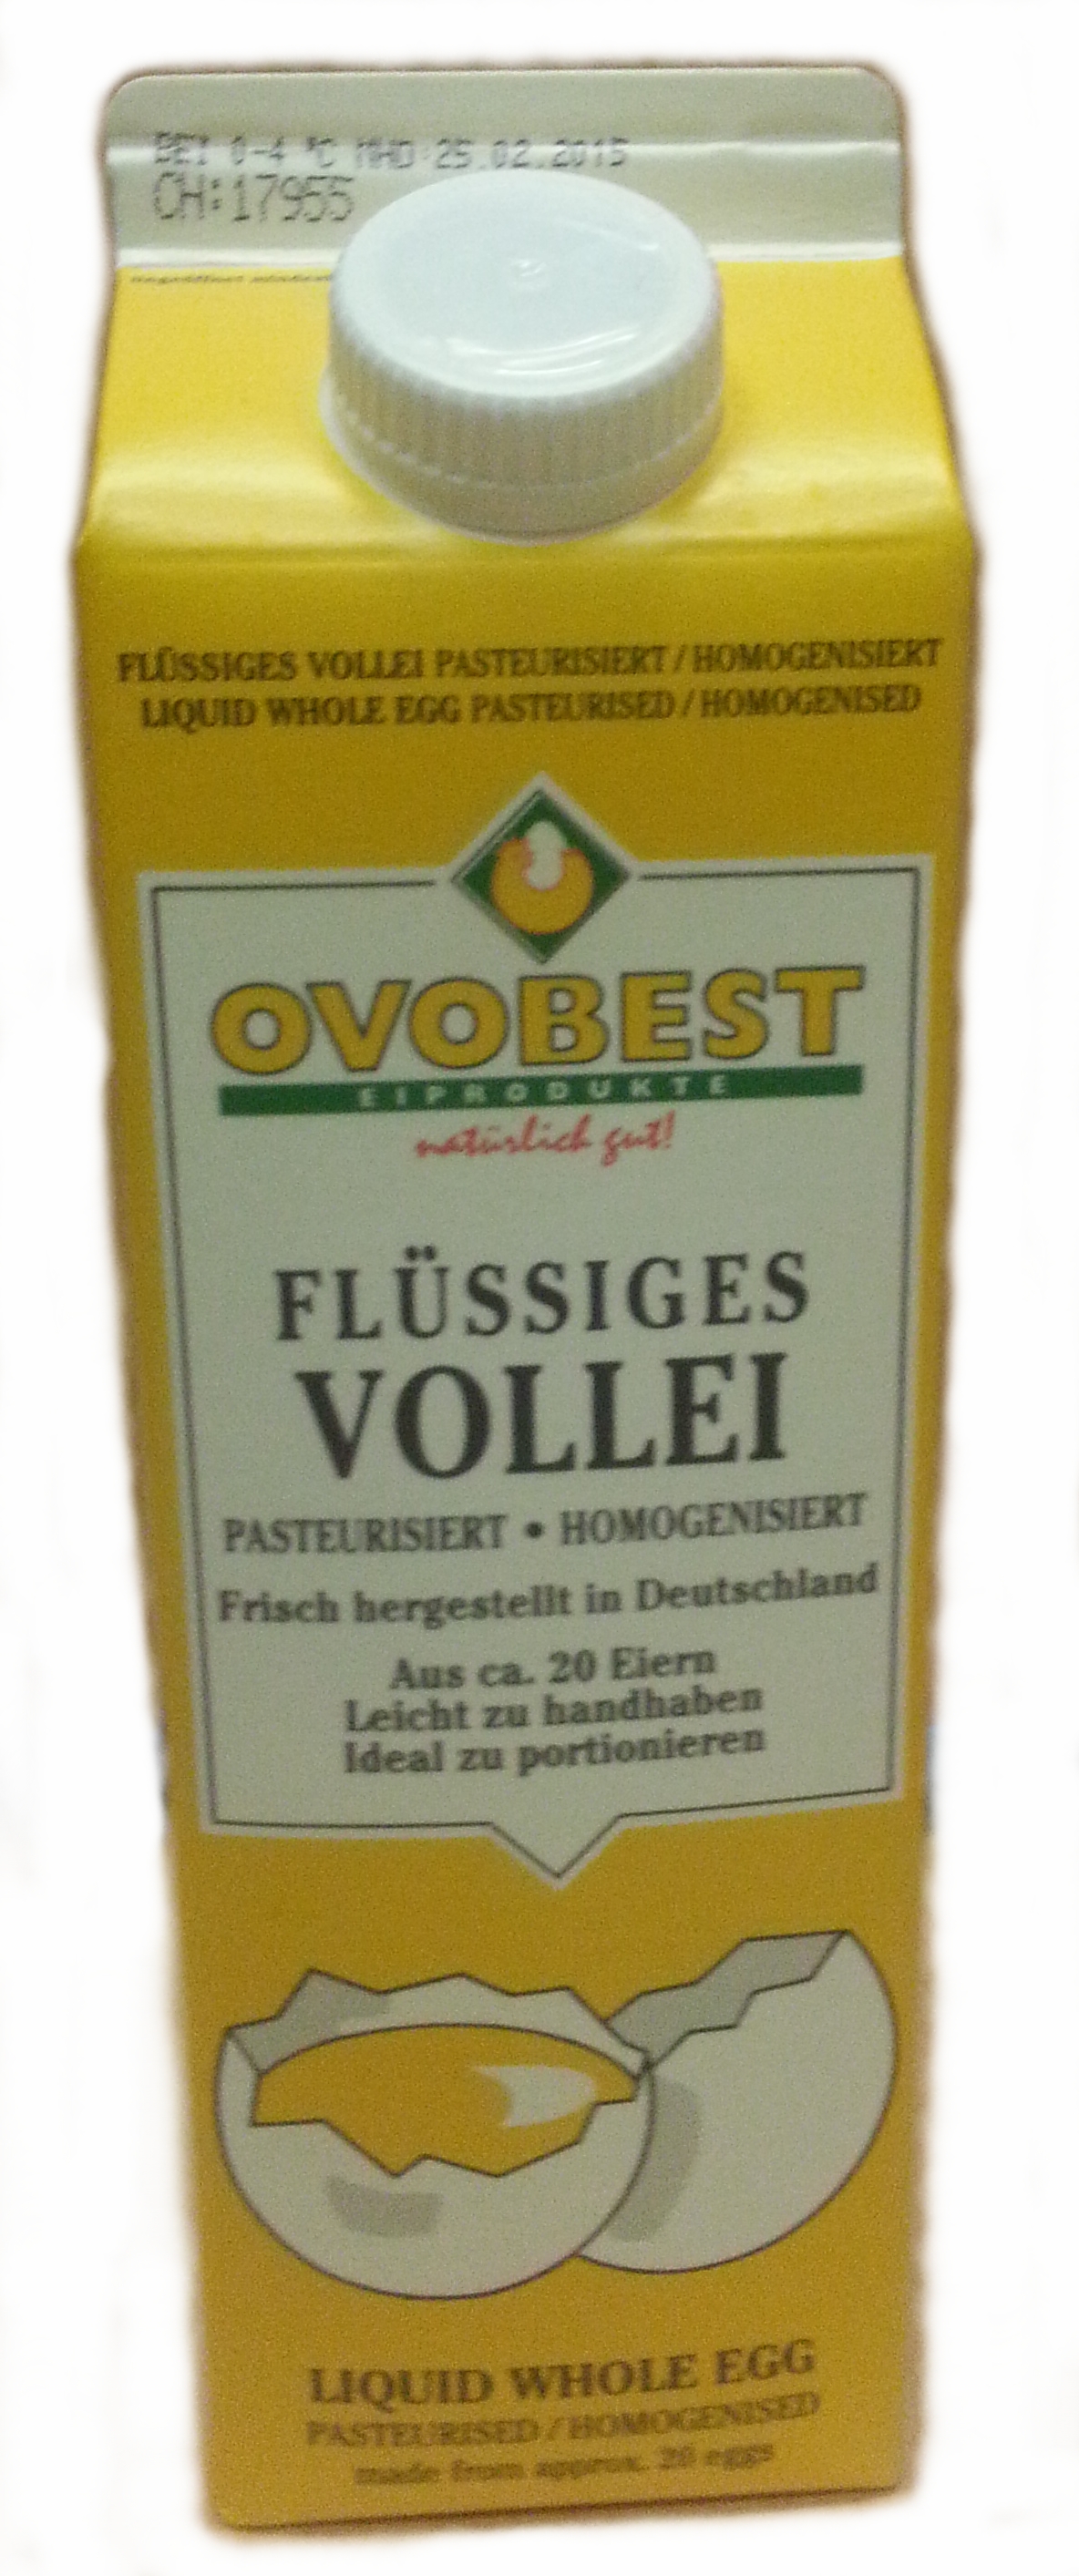 BEI 0-4 °C MHD 25.02.2015
CH:17955
ungeöffnet mindest
FLÜSSIGES VOLLEI PASTEURISIERT / HOMOGENISIERT
LIQUID WHOLE EGG PASTEURISED / HOMOGENISED
OVOBEST
EIPRODUKTE
natürlich gut!
FLÜSSIGES
VOLLEI
PASTEURISIERT • HOMOGENISIERT
Frisch hergestellt in Deutschland
Aus ca. 20 Eiern
Leicht zu handhaben
Ideal zu portionieren
LIQUID WHOLE EGG
PASTEURISED / HOMOGENISED
made from approx. 20 eggs